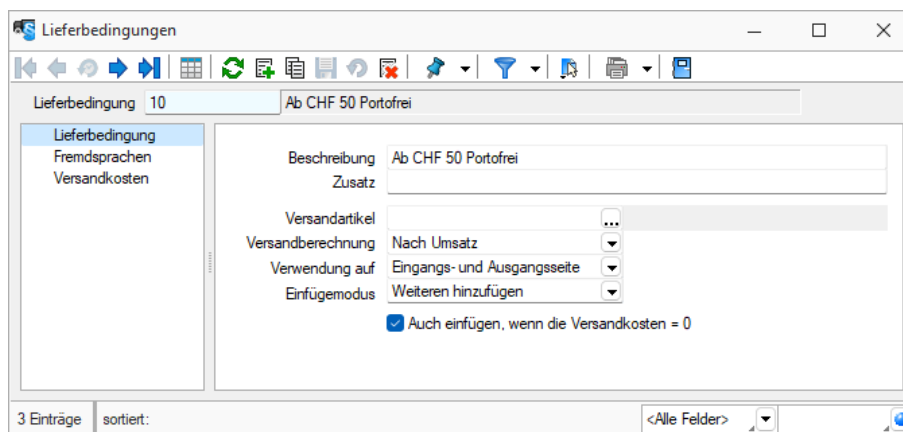 Lieferbedingungen
Lieferbedingung 10 Ab CHF 50 Portofrei
Lieferbedingung
Fremdsprachen
Versandkosten
Beschreibung Ab CHF 50 Portofrei
Zusatz
Versandartikel ...
Versandberechnung Nach Umsatz
Verwendung auf Eingangs- und Ausgangsseite
Einfügemodus Weiteren hinzufügen
Auch einfügen, wenn die Versandkosten = 0
3 Einträge sortiert: <Alle Felder>